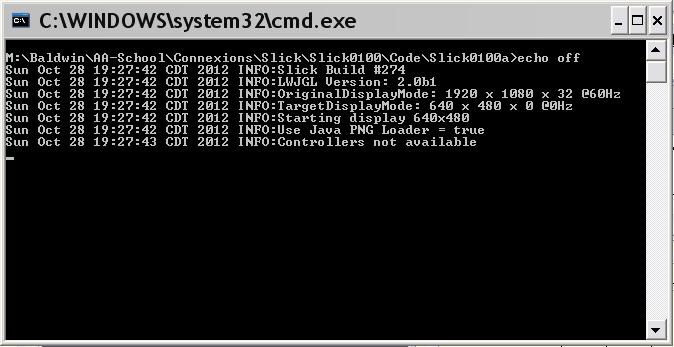 C:\WINDOWS\system32\cmd.exe
M:\Baldwin\AA-School\Connexions\Slick\Slick0100\Code\Slick0100a>echo off
Sun Oct 28 19:27:42 CDT 2012 INFO:Slick Build #274
Sun Oct 28 19:27:42 CDT 2012 INFO:LWJGL Version: 2.0b1
Sun Oct 28 19:27:42 CDT 2012 INFO:OriginalDisplayMode: 1920 x 1080 x 32 @60Hz
Sun Oct 28 19:27:42 CDT 2012 INFO:TargetDisplayMode: 640 x 480 x 0 @0Hz
Sun Oct 28 19:27:42 CDT 2012 INFO:Starting display 640x480
Sun Oct 28 19:27:42 CDT 2012 INFO:Use Java PNG Loader = true
Sun Oct 28 19:27:43 CDT 2012 INFO:Controllers not available